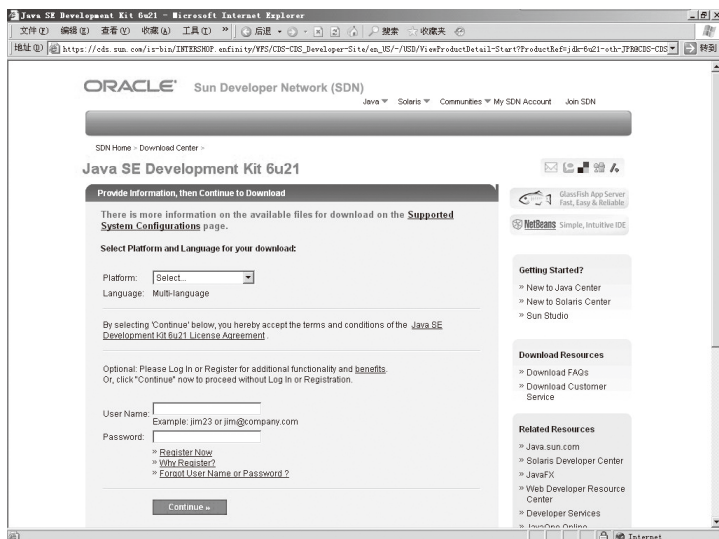 Java SE Development Kit 6u21 - Microsoft Internet Explorer
文件(F) 编辑(E) 查看(V) 收藏(A) 工具(T) » 后退 搜索 收藏夹
地址(D) https://cds.sun.com/is-bin/INTERSHOP.enfinity/WFS/CDS-CDS_Developer-Site/en_US/-/USD/ViewProductDetail-Start?ProductRef=jdk-6u21-oth-JPR@CDS-CDS 转到
ORACLE Sun Developer Network (SDN)
Java Solaris Communities My SDN Account Join SDN
SDN Home > Download Center >
Java SE Development Kit 6u21
Provide Information, then Continue to Download
There is more information on the available files for download on the Supported
System Configurations page.
Select Platform and Language for your download:
Platform: Select...
Language: Multi-language
By selecting 'Continue' below, you hereby accept the terms and conditions of the Java SE
Development Kit 6u21 License Agreement .
Optional: Please Log In or Register for additional functionality and benefits.
Or, click "Continue" now to proceed without Log In or Registration.
User Name:
Example: jim23 or jim@company.com
Password:
» Register Now
» Why Register?
» Forgot User Name or Password ?
Continue »
GlassFish App Server
Fast, Easy & Reliable
NetBeans Simple, Intuitive IDE
Getting Started?
» New to Java Center
» New to Solaris Center
» Sun Studio
Download Resources
» Download FAQs
» Download Customer
Service
Related Resources
» Java.sun.com
» Solaris Developer Center
» JavaFX
» Web Developer Resource
Center
» Developer Services
» JavaOne Online
Internet